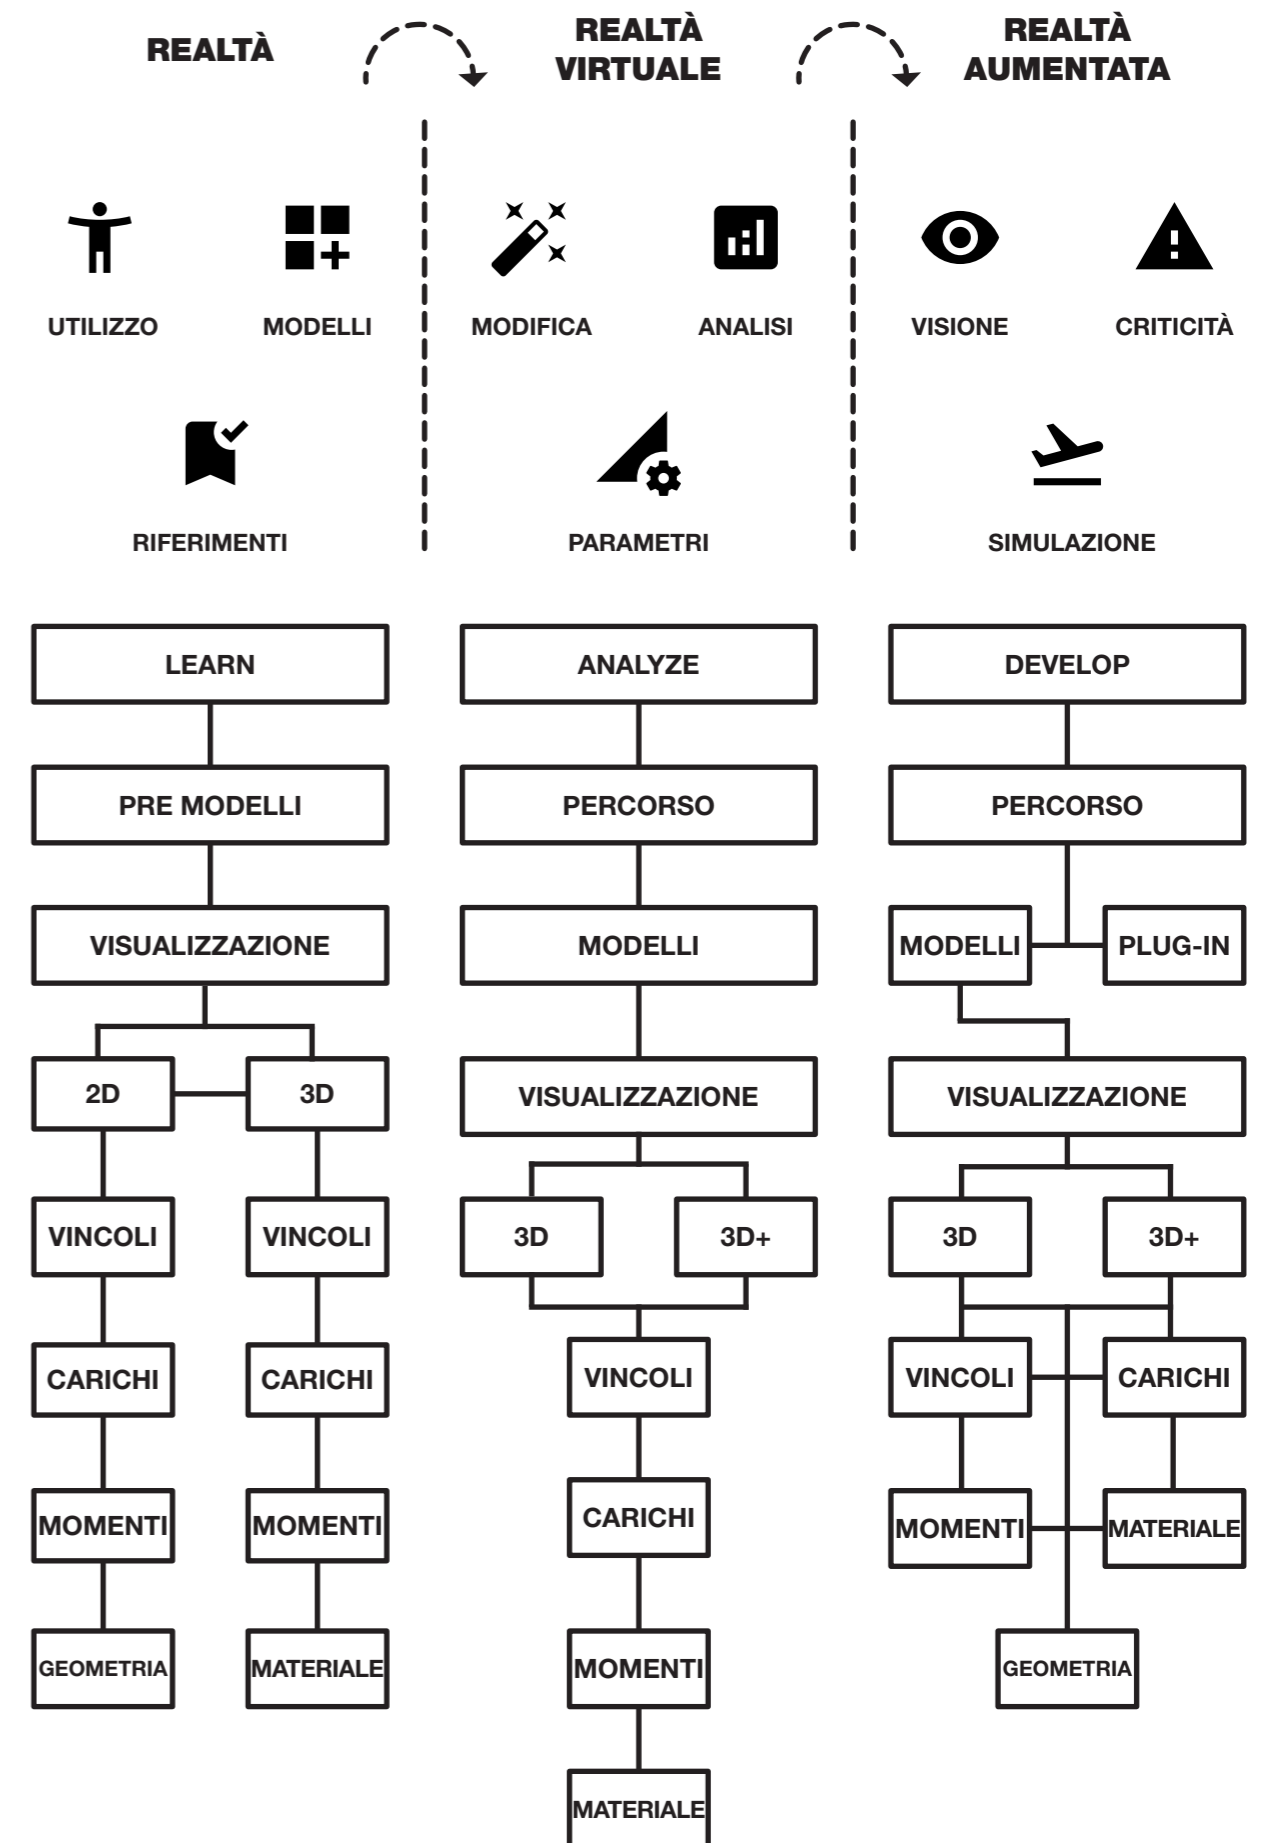 REALTÀ
REALTÀ
VIRTUALE
REALTÀ
AUMENTATA
UTILIZZO
MODELLI
MODIFICA
ANALISI
VISIONE
CRITICITÀ
RIFERIMENTI
PARAMETRI
SIMULAZIONE
LEARN
ANALYZE
DEVELOP
PRE MODELLI
PERCORSO
PERCORSO
VISUALIZZAZIONE
MODELLI
MODELLI
PLUG-IN
2D
3D
VISUALIZZAZIONE
VISUALIZZAZIONE
VINCOLI
VINCOLI
3D
3D+
3D
3D+
CARICHI
CARICHI
VINCOLI
VINCOLI
CARICHI
MOMENTI
MOMENTI
CARICHI
MOMENTI
MATERIALE
GEOMETRIA
MATERIALE
MOMENTI
GEOMETRIA
MATERIALE